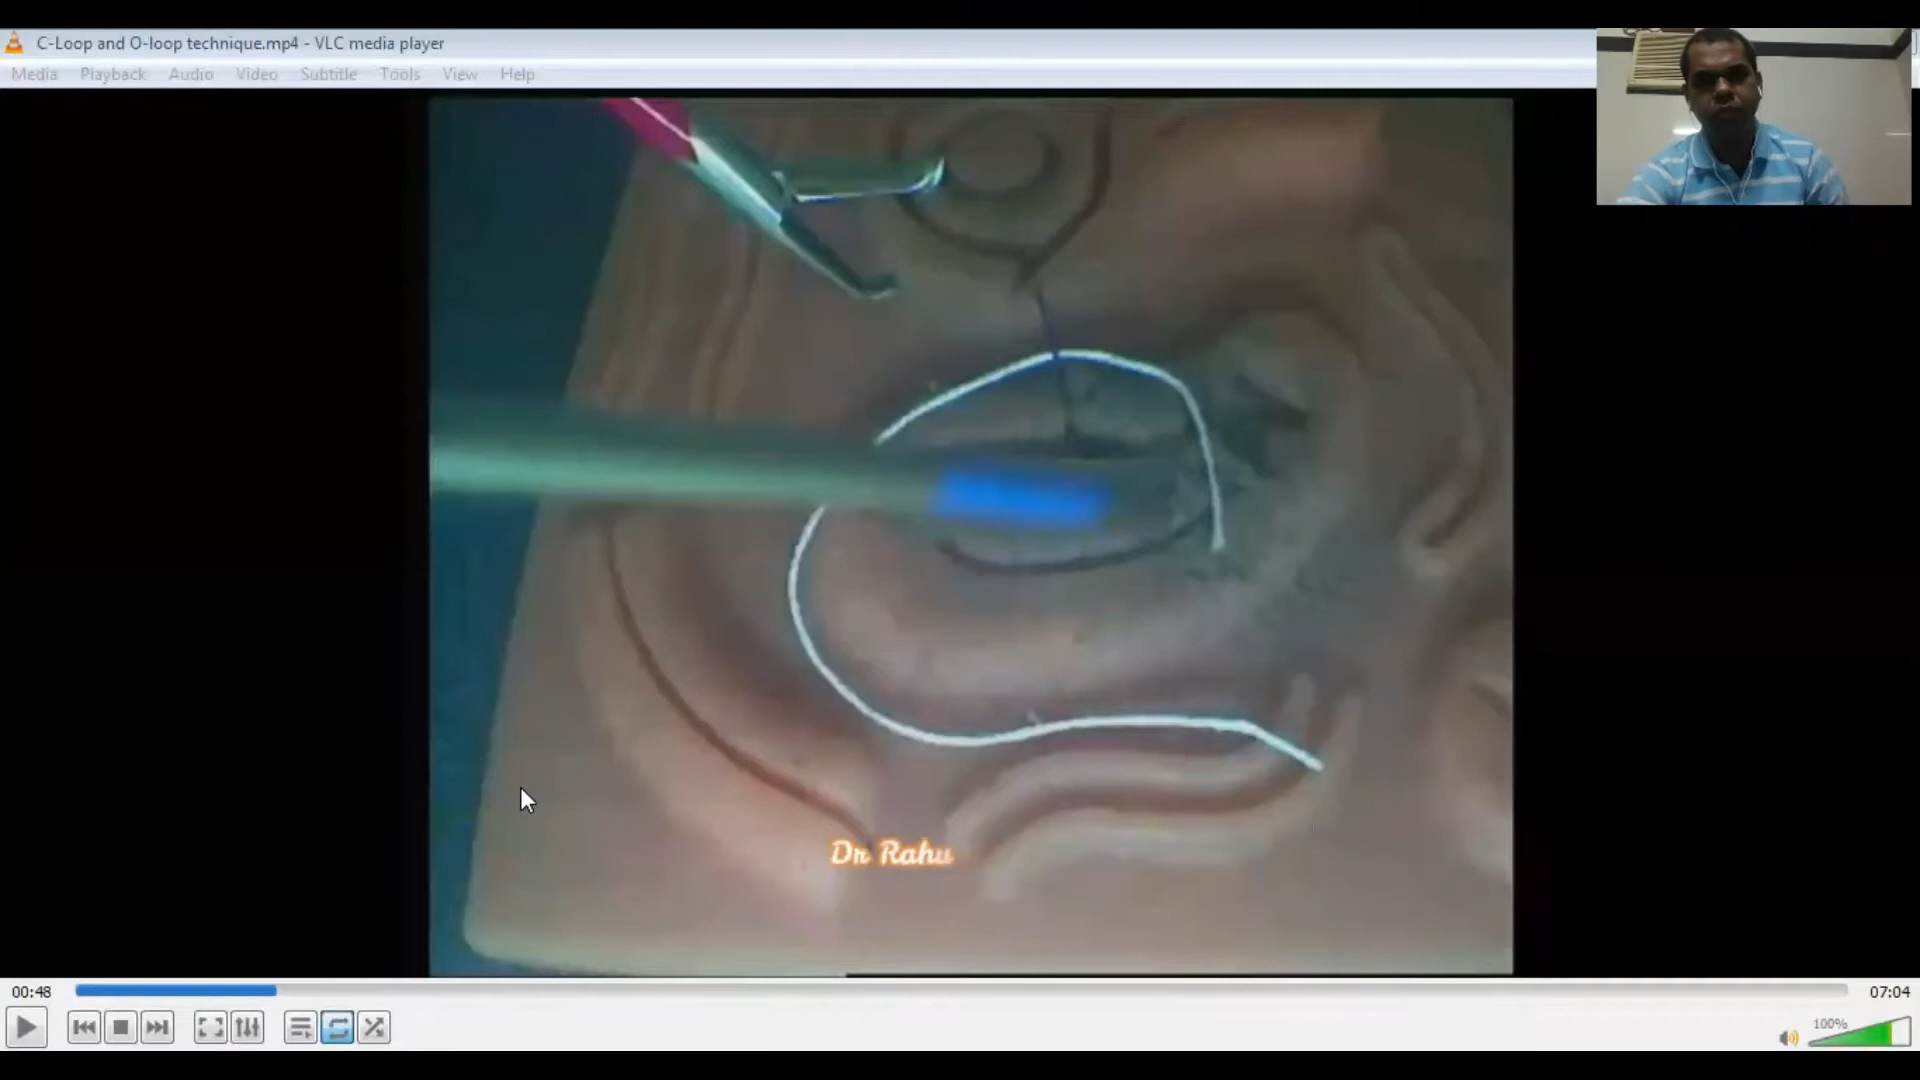 C-Loop and O-loop technique.mp4 - VLC media player
Media Playback Audio Video Subtitle Tools View Help
Dr Rahu
00:48
07:04
100%